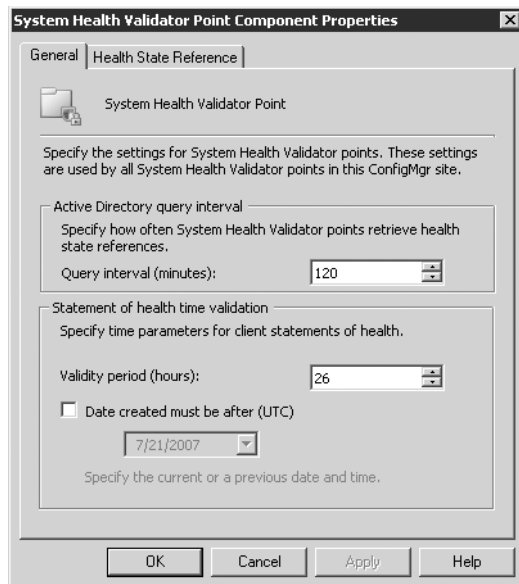 System Health Validator Point Component Properties
General
Health State Reference
System Health Validator Point
Specify the settings for System Health Validator points. These settings
are used by all System Health Validator points in this ConfigMgr site.
Active Directory query interval
Specify how often System Health Validator points retrieve health
state references.
Query interval (minutes):
120
Statement of health time validation
Specify time parameters for client statements of health.
Validity period (hours):
26
Date created must be after (UTC)
7/21/2007
Specify the current or a previous date and time.
OK
Cancel
Apply
Help